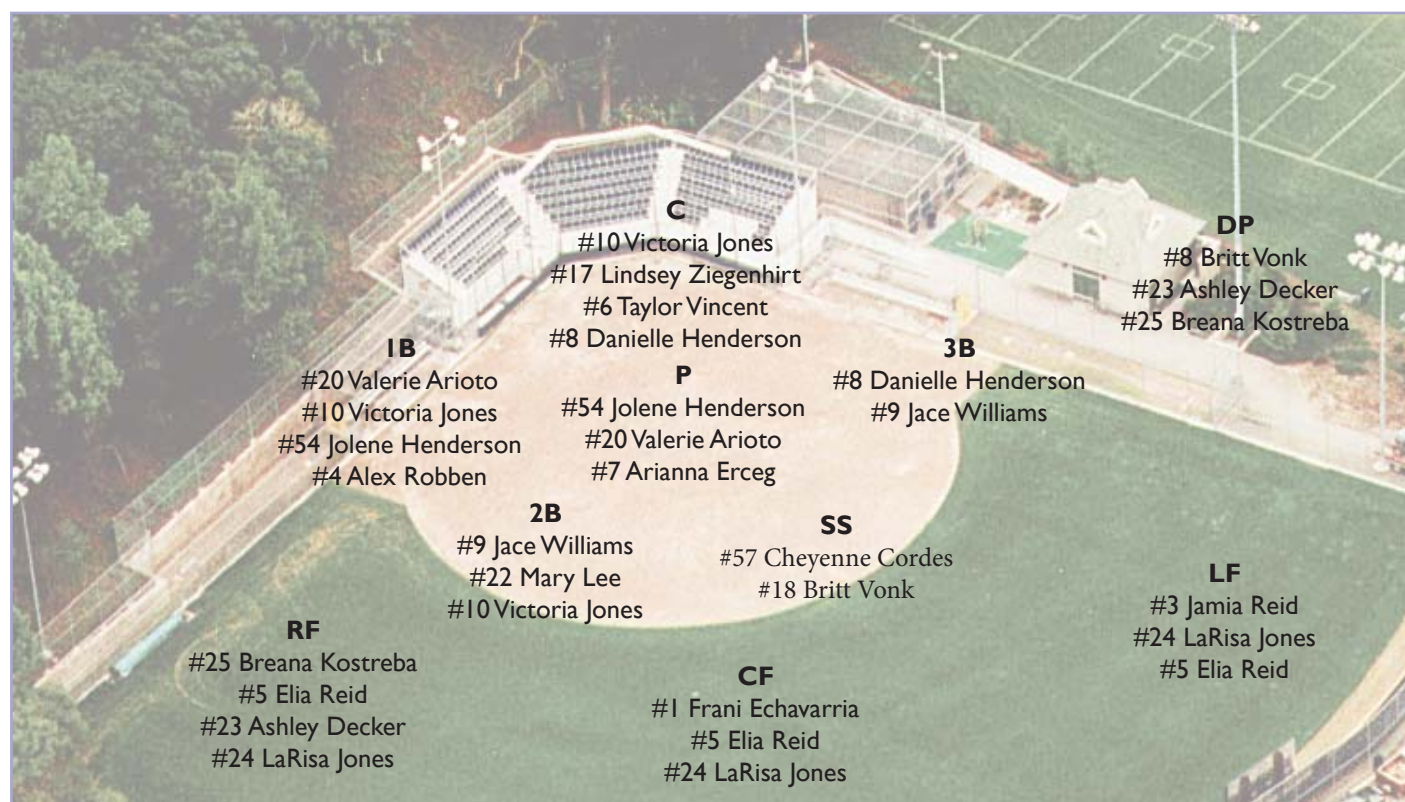 C
#10 Victoria Jones
#17 Lindsey Ziegenhirt
#6 Taylor Vincent
#8 Danielle Henderson
DP
#8 Britt Vonk
#23 Ashley Decker
#25 Breana Kostreba
1B
#20 Valerie Arioto
#10 Victoria Jones
#54 Jolene Henderson
#4 Alex Robben
P
#54 Jolene Henderson
#20 Valerie Arioto
#7 Arianna Erceg
3B
#8 Danielle Henderson
#9 Jace Williams
2B
#9 Jace Williams
#22 Mary Lee
#10 Victoria Jones
SS
#57 Cheyenne Cordes
#18 Britt Vonk
LF
#3 Jamia Reid
#24 LaRisa Jones
#5 Elia Reid
RF
#25 Breana Kostreba
#5 Elia Reid
#23 Ashley Decker
#24 LaRisa Jones
CF
#1 Frani Echavarria
#5 Elia Reid
#24 LaRisa Jones